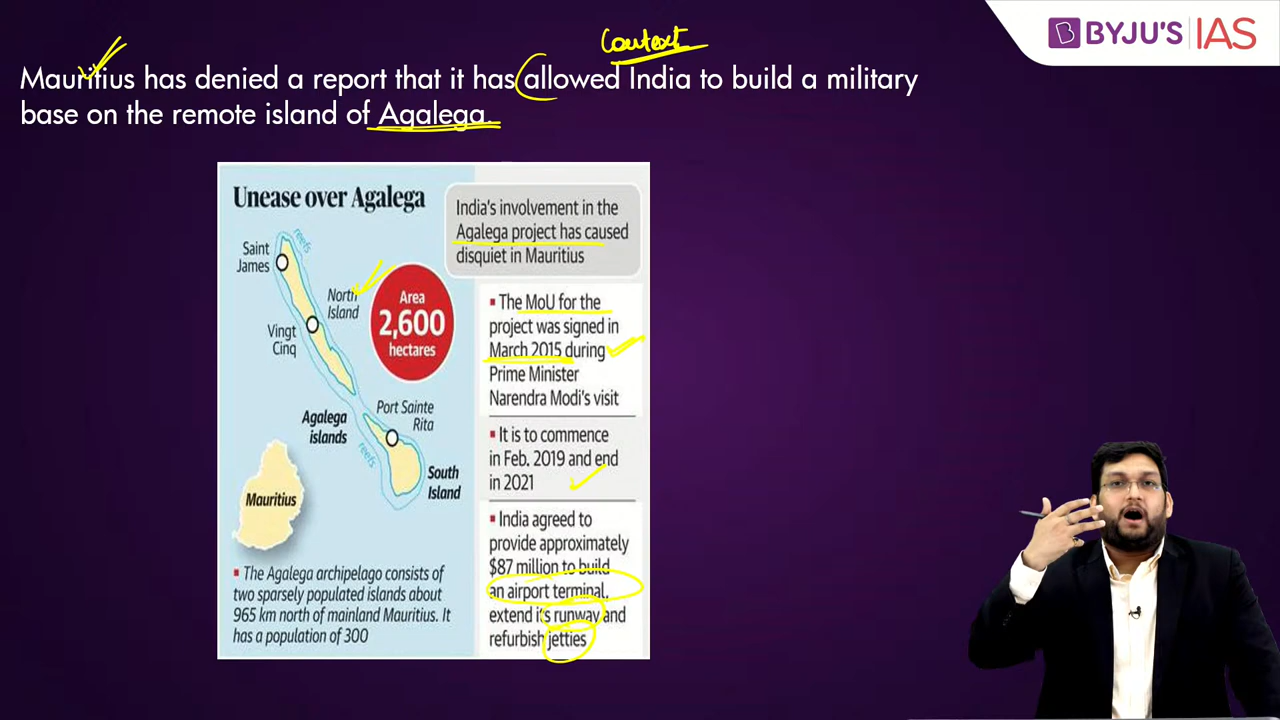 Context
BYJU'S IAS
Mauritius has denied a report that it has allowed India to build a military
base on the remote island of Agalega.
Unease over Agalega
India's involvement in the
Agalega project has caused
disquiet in Mauritius
Saint
James
reefs
North
Island
Vingt
Cinq
Area
2,600
hectares
Agalega
islands
Port Sainte
Rita
reefs
South
Island
Mauritius
▪ The Agalega archipelago consists of
two sparsely populated islands about
965 km north of mainland Mauritius. It
has a population of 300
▪ The MoU for the
project was signed in
March 2015 during
Prime Minister
Narendra Modi's visit
▪ It is to commence
in Feb. 2019 and end
in 2021
▪ India agreed to
provide approximately
$87 million to build
an airport terminal,
extend its runway and
refurbish jetties